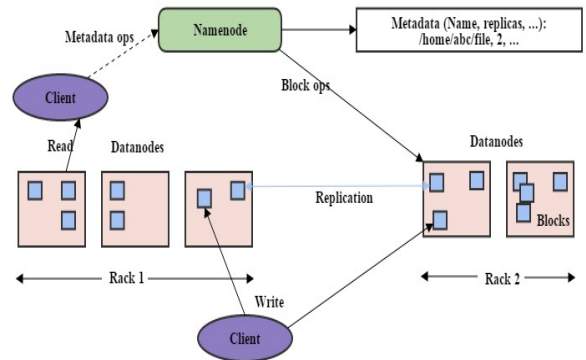 Metadata ops
Namenode
Metadata (Name, replicas, ...):
/home/abc/file, 2, ...
Client
Block ops
Read
Datanodes
Datanodes
Replication
Blocks
Rack 1
Rack 2
Write
Client